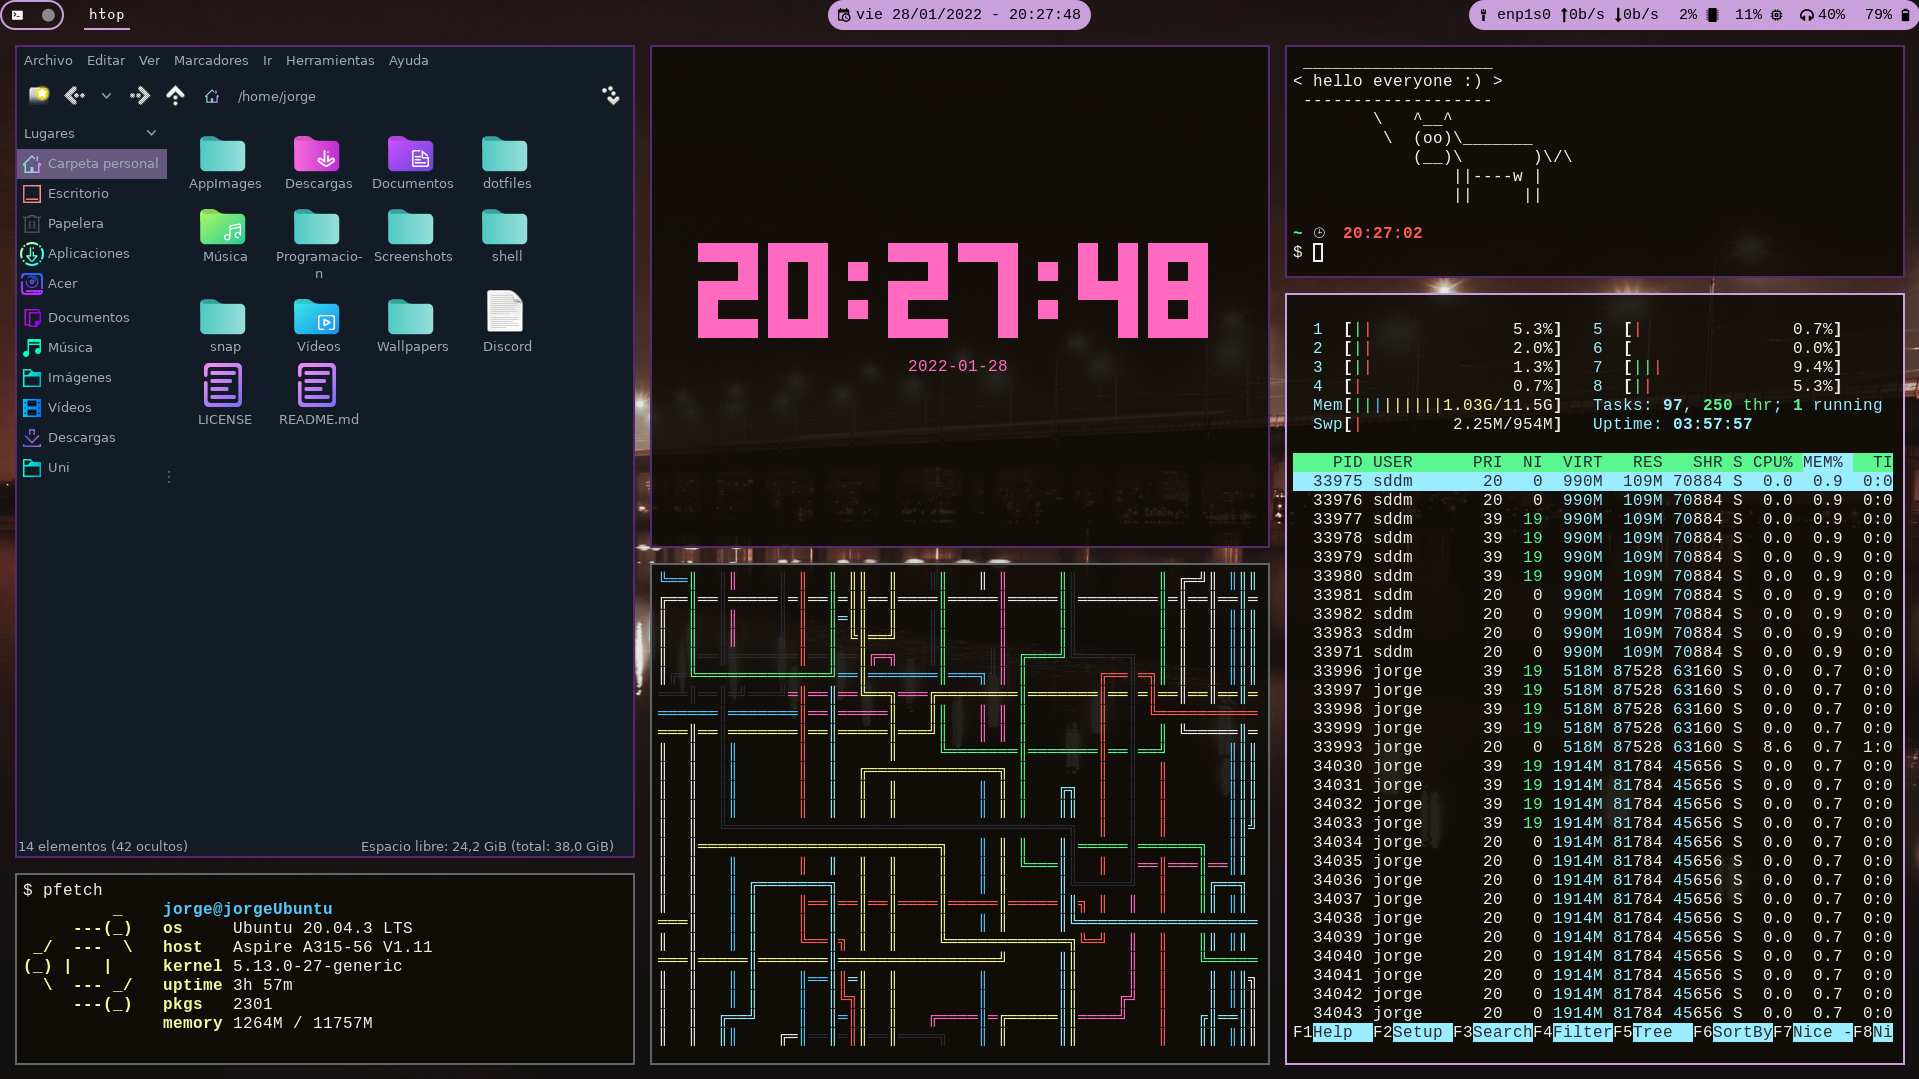 htop
vie 28/01/2022 - 20:27:48
enp1s0 ↑0b/s ↓0b/s 2% 11% 40% 79%
Archivo Editar Ver Marcadores Ir Herramientas Ayuda
/home/jorge
Lugares
Carpeta personal
Escritorio
Papelera
Aplicaciones
Acer
Documentos
Música
Imágenes
Vídeos
Descargas
Uni
AppImages Descargas Documentos dotfiles
Música Programacio- Screenshots shell
n
snap Vídeos Wallpapers Discord
LICENSE README.md
14 elementos (42 ocultos) Espacio libre: 24,2 GiB (total: 38,0 GiB)
$ pfetch
jorge@jorgeUbuntu
os Ubuntu 20.04.3 LTS
host Aspire A315-56 V1.11
kernel 5.13.0-27-generic
uptime 3h 57m
pkgs 2301
memory 1264M / 11757M
20:27:48
2022-01-28
< hello everyone :) >
~ 20:27:02
$
1 [|| 5.3%] 5 [| 0.7%]
2 [|| 2.0%] 6 [ 0.0%]
3 [|| 1.3%] 7 [||| 9.4%]
4 [| 0.7%] 8 [|| 5.3%]
Mem[|||||||||1.03G/11.5G] Tasks: 97, 250 thr; 1 running
Swp[| 2.25M/954M] Uptime: 03:57:57
PID USER PRI NI VIRT RES SHR S CPU% MEM% TI
33975 sddm 20 0 990M 109M 70884 S 0.0 0.9 0:0
33976 sddm 20 0 990M 109M 70884 S 0.0 0.9 0:0
33977 sddm 39 19 990M 109M 70884 S 0.0 0.9 0:0
33978 sddm 39 19 990M 109M 70884 S 0.0 0.9 0:0
33979 sddm 39 19 990M 109M 70884 S 0.0 0.9 0:0
33980 sddm 39 19 990M 109M 70884 S 0.0 0.9 0:0
33981 sddm 20 0 990M 109M 70884 S 0.0 0.9 0:0
33982 sddm 20 0 990M 109M 70884 S 0.0 0.9 0:0
33983 sddm 20 0 990M 109M 70884 S 0.0 0.9 0:0
33971 sddm 20 0 990M 109M 70884 S 0.0 0.9 0:0
33996 jorge 39 19 518M 87528 63160 S 0.0 0.7 0:0
33997 jorge 39 19 518M 87528 63160 S 0.0 0.7 0:0
33998 jorge 39 19 518M 87528 63160 S 0.0 0.7 0:0
33999 jorge 39 19 518M 87528 63160 S 0.0 0.7 0:0
33993 jorge 20 0 518M 87528 63160 S 8.6 0.7 1:0
34030 jorge 39 19 1914M 81784 45656 S 0.0 0.7 0:0
34031 jorge 39 19 1914M 81784 45656 S 0.0 0.7 0:0
34032 jorge 39 19 1914M 81784 45656 S 0.0 0.7 0:0
34033 jorge 39 19 1914M 81784 45656 S 0.0 0.7 0:0
34034 jorge 20 0 1914M 81784 45656 S 0.0 0.7 0:0
34035 jorge 20 0 1914M 81784 45656 S 0.0 0.7 0:0
34036 jorge 20 0 1914M 81784 45656 S 0.0 0.7 0:0
34037 jorge 20 0 1914M 81784 45656 S 0.0 0.7 0:0
34038 jorge 20 0 1914M 81784 45656 S 0.0 0.7 0:0
34039 jorge 20 0 1914M 81784 45656 S 0.0 0.7 0:0
34040 jorge 20 0 1914M 81784 45656 S 0.0 0.7 0:0
34041 jorge 20 0 1914M 81784 45656 S 0.0 0.7 0:0
34042 jorge 20 0 1914M 81784 45656 S 0.0 0.7 0:0
34043 jorge 20 0 1914M 81784 45656 S 0.0 0.7 0:0
F1Help F2Setup F3SearchF4FilterF5Tree F6SortByF7Nice -F8Ni